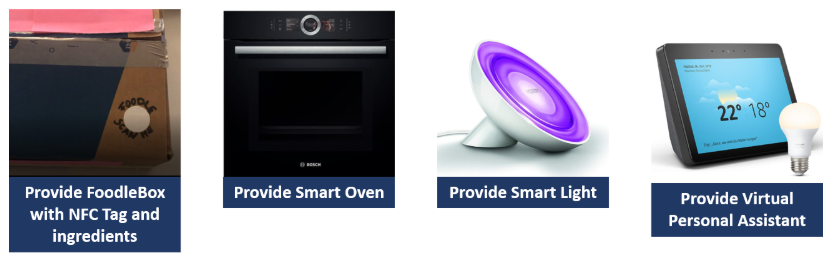 FOODLE
SCAN ME
Provide FoodleBox
with NFC Tag and
ingredients
BOSCH
Provide Smart Oven
Provide Smart Light
22° 18°
Provide Virtual
Personal Assistant